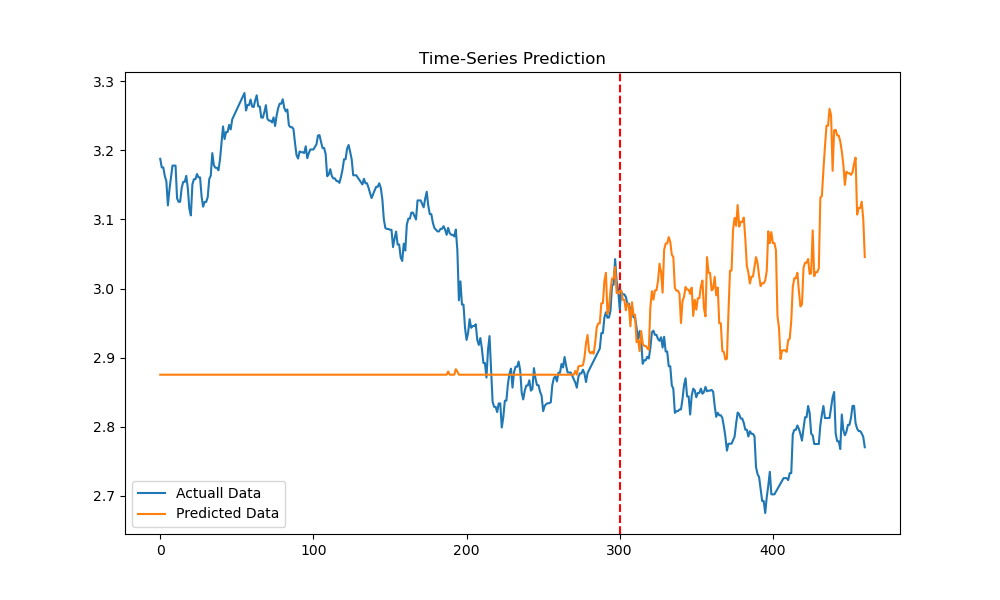 Time-Series Prediction
3.3
3.2
3.1
3.0
2.9
2.8
2.7
Actuall Data
Predicted Data
0 100 200 300 400